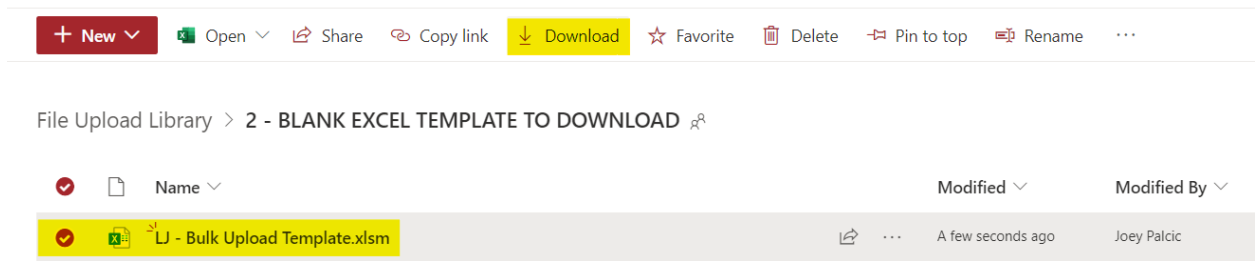 New Open Share Copy link Download Favorite Delete Pin to top Rename ...
File Upload Library > 2 - BLANK EXCEL TEMPLATE TO DOWNLOAD
Name Modified Modified By
LJ - Bulk Upload Template.xlsm ... A few seconds ago Joey Palcic